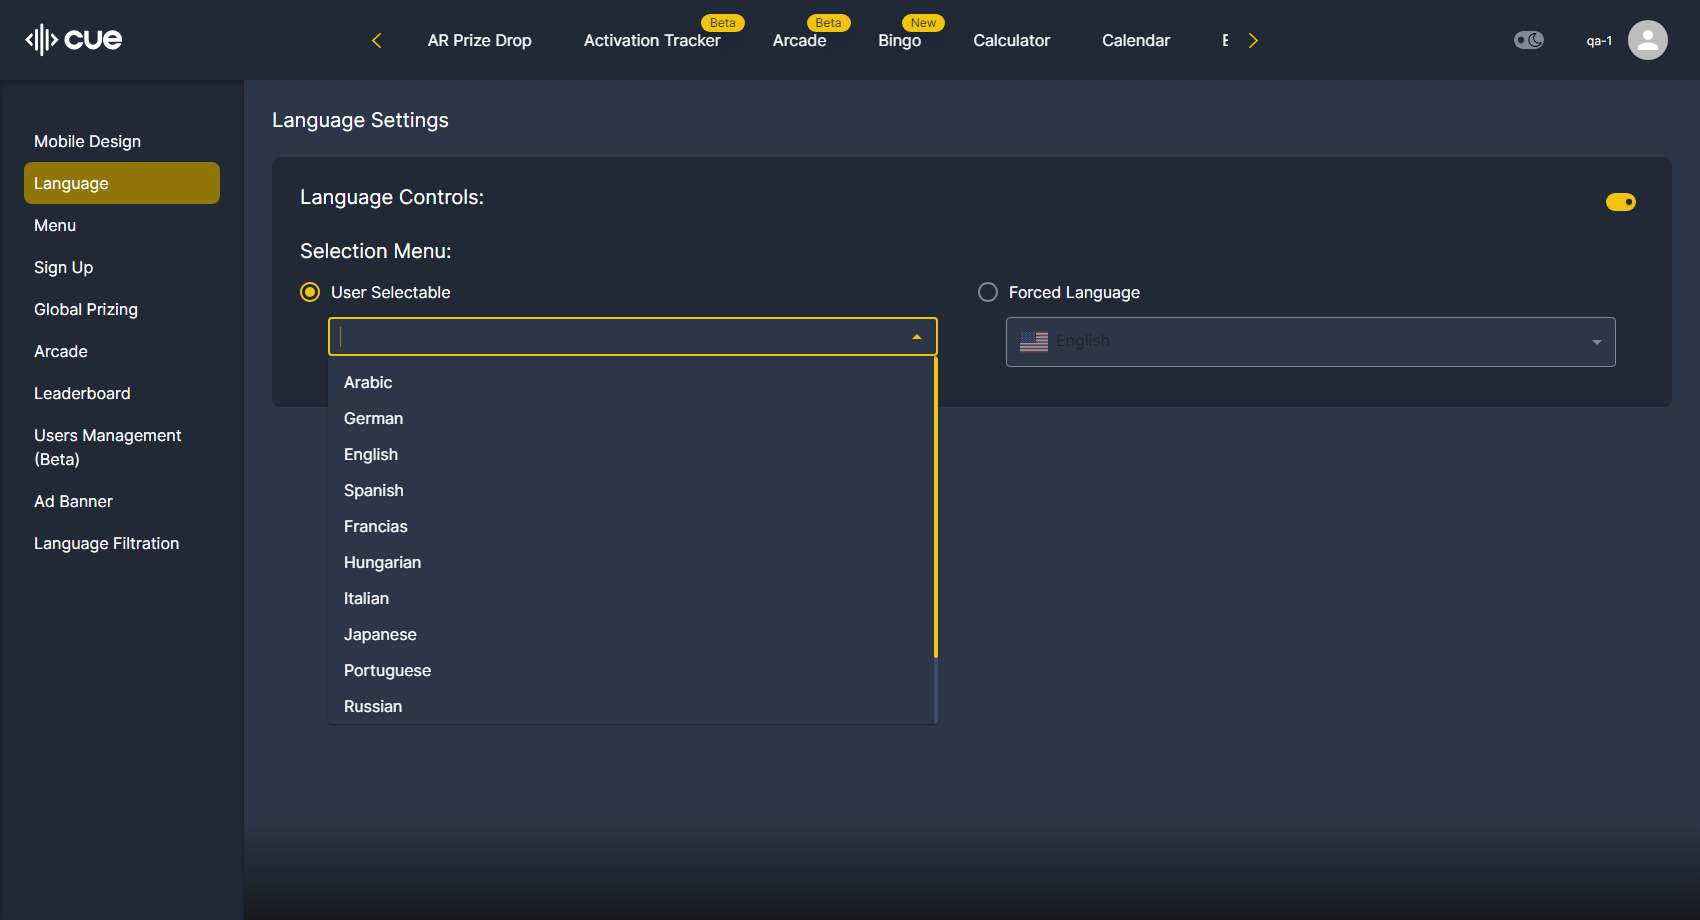 cue
AR Prize Drop
Activation Tracker
Beta
Arcade
Beta
Bingo
New
Calculator
Calendar
qa-1
Mobile Design
Language
Menu
Sign Up
Global Prizing
Arcade
Leaderboard
Users Management
(Beta)
Ad Banner
Language Filtration
Language Settings
Language Controls:
Selection Menu:
User Selectable
Forced Language
English
Arabic
German
English
Spanish
Francias
Hungarian
Italian
Japanese
Portuguese
Russian